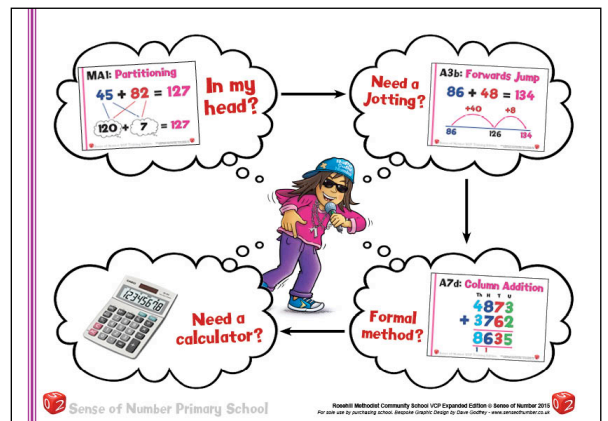 MA1: Partitioning
45 + 82 = 127
120 + 7 = 127
In my
head?
Need a
Jotting?
A3b: Forwards Jump
86 + 48 = 134
+40 +8
86 126 134
Need a
calculator?
12345678
Formal
method?
A7d: Column Addition
Th H T U
4873
+ 3762
8635
1 1
02 Sense of Number Primary School
Rosehill Methodist Community School VCP Expanded Edition © Sense of Number 2015
For sole use by purchasing school. Bespoke Graphic Design by Dave Godfrey - www.senseofnumber.co.uk
02